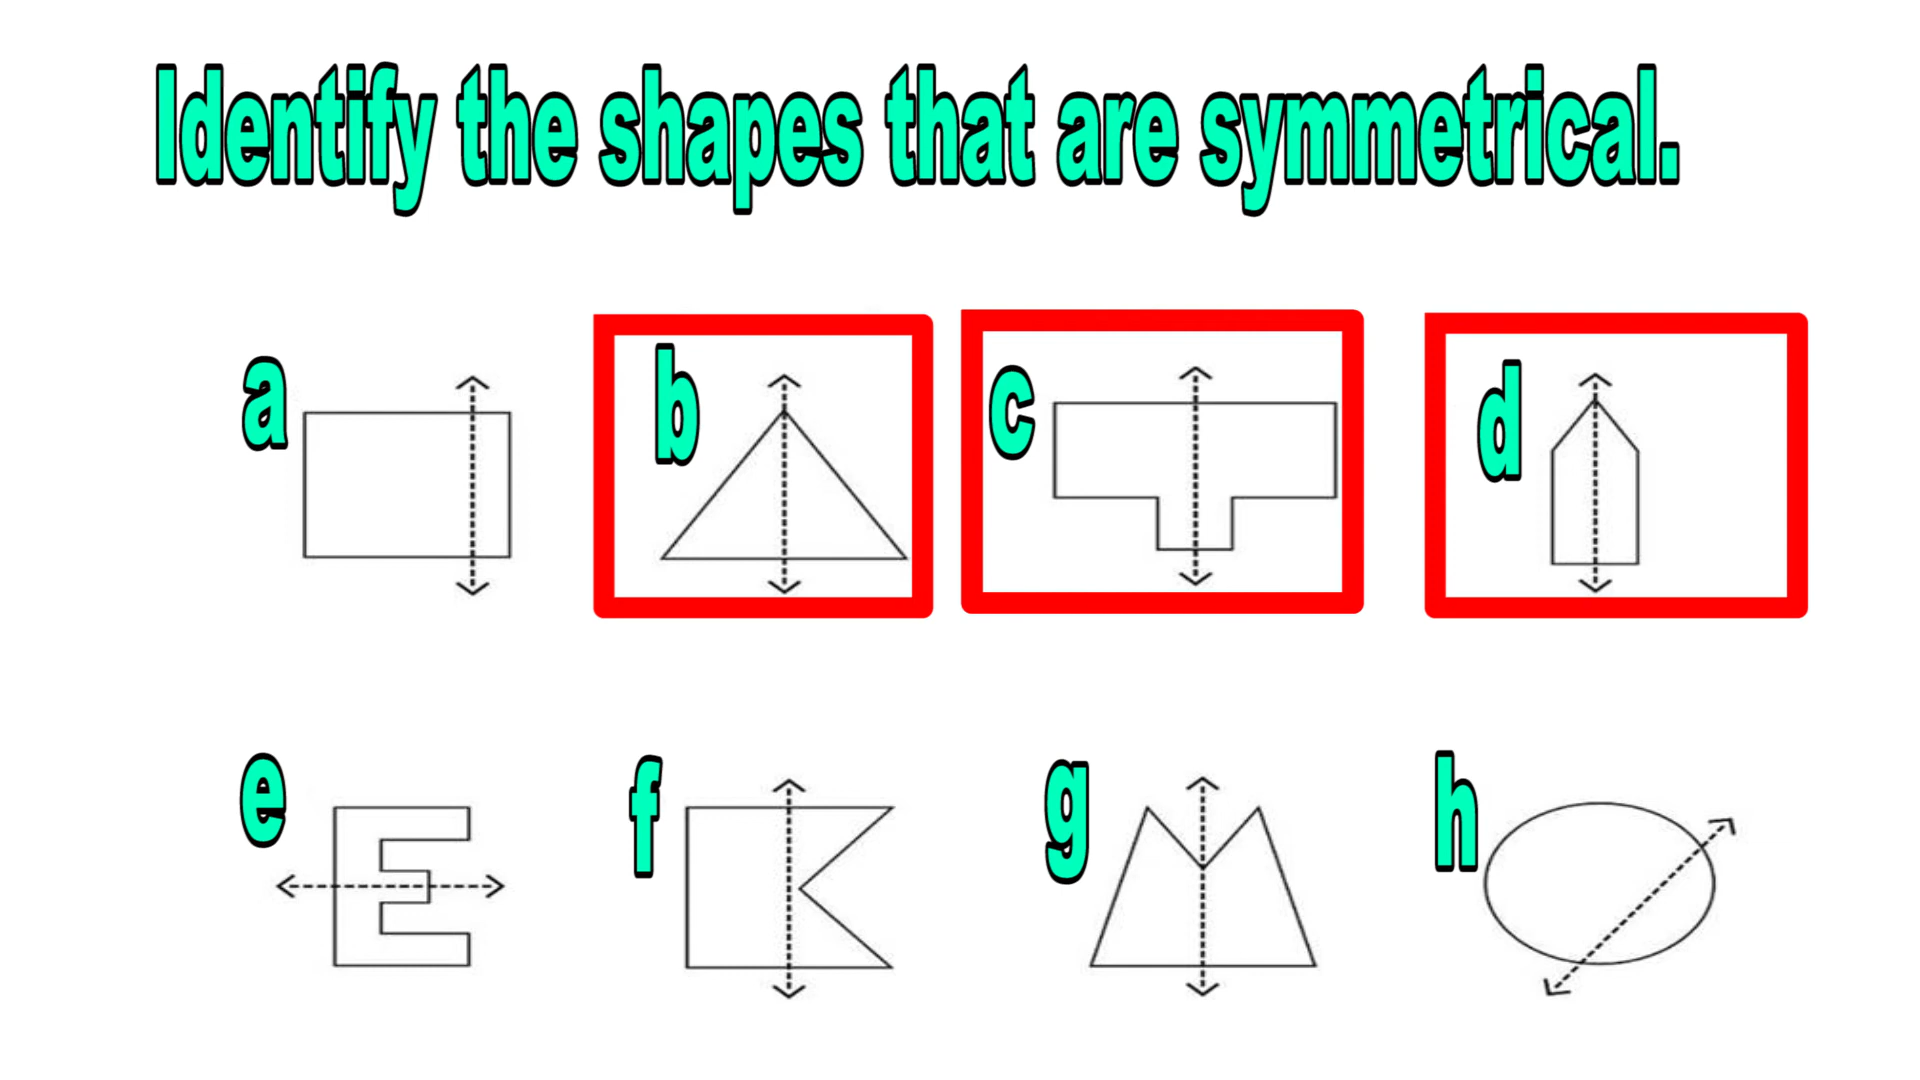 Identify the shapes that are symmetrical.
a
b
c
d
e
f
g
h